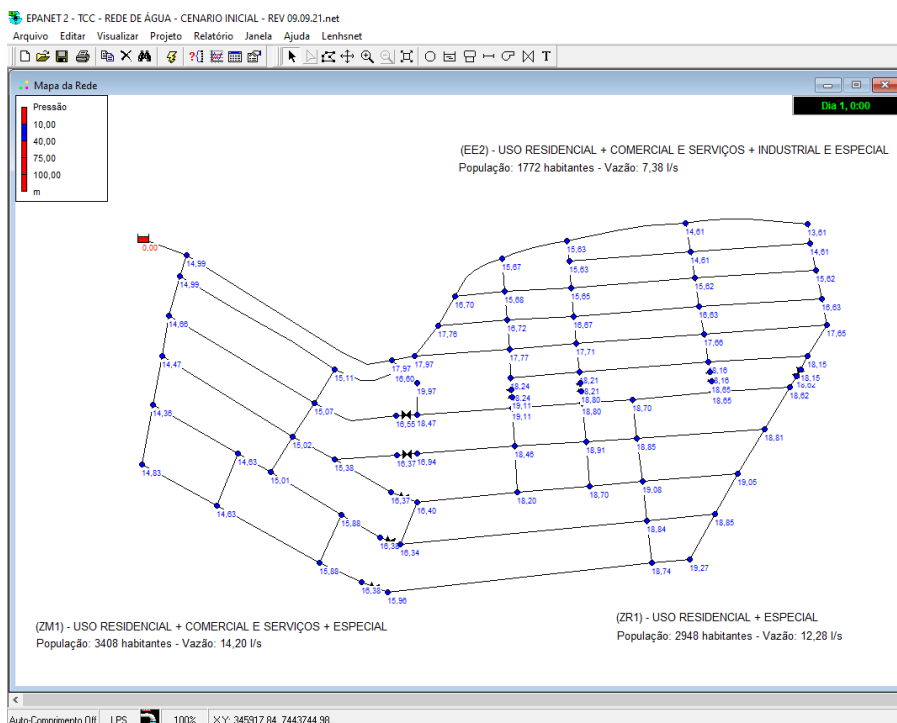 EPANET 2 - TCC - REDE DE ÁGUA - CENARIO INICIAL - REV 09.09.21.net
Arquivo Editar Visualizar Projeto Relatório Janela Ajuda Lenhsnet
Mapa da Rede
Dia 1, 0:00
Pressão
10,00
40,00
75,00
100,00
m
(EE2) - USO RESIDENCIAL + COMERCIAL E SERVIÇOS + INDUSTRIAL E ESPECIAL
População: 1772 habitantes - Vazão: 7,38 l/s
14,61 13,61
0,00 15,63 14,61
14,99 15,67 15,63 14,61
14,99 16,70 15,68 15,65 15,62 15,62
14,66 17,76 16,72 16,67 16,63 16,63
14,47 15,11 17,97 17,97 17,77 17,71 17,66 17,65
16,60 19,97 18,24 18,21 18,16 18,15
18,24 18,21 18,16 18,15
14,36 15,07 16,55 18,47 19,11 18,80 18,65 18,62
19,11 18,80 18,70 18,65 18,62
15,02 15,38 16,37 16,94 18,46 18,91 18,85 18,81
14,83 14,63 15,01 16,37 16,40 18,20 18,70 19,08 19,05
14,63 15,88 16,38 16,34 18,84 18,85
15,88 16,38 15,96 18,74 19,27
(ZM1) - USO RESIDENCIAL + COMERCIAL E SERVIÇOS + ESPECIAL
População: 3408 habitantes - Vazão: 14,20 l/s
(ZR1) - USO RESIDENCIAL + ESPECIAL
População: 2948 habitantes - Vazão: 12,28 l/s
Auto-Comprimento Off LPS 100% X,Y: 345917,84, 7443744,98